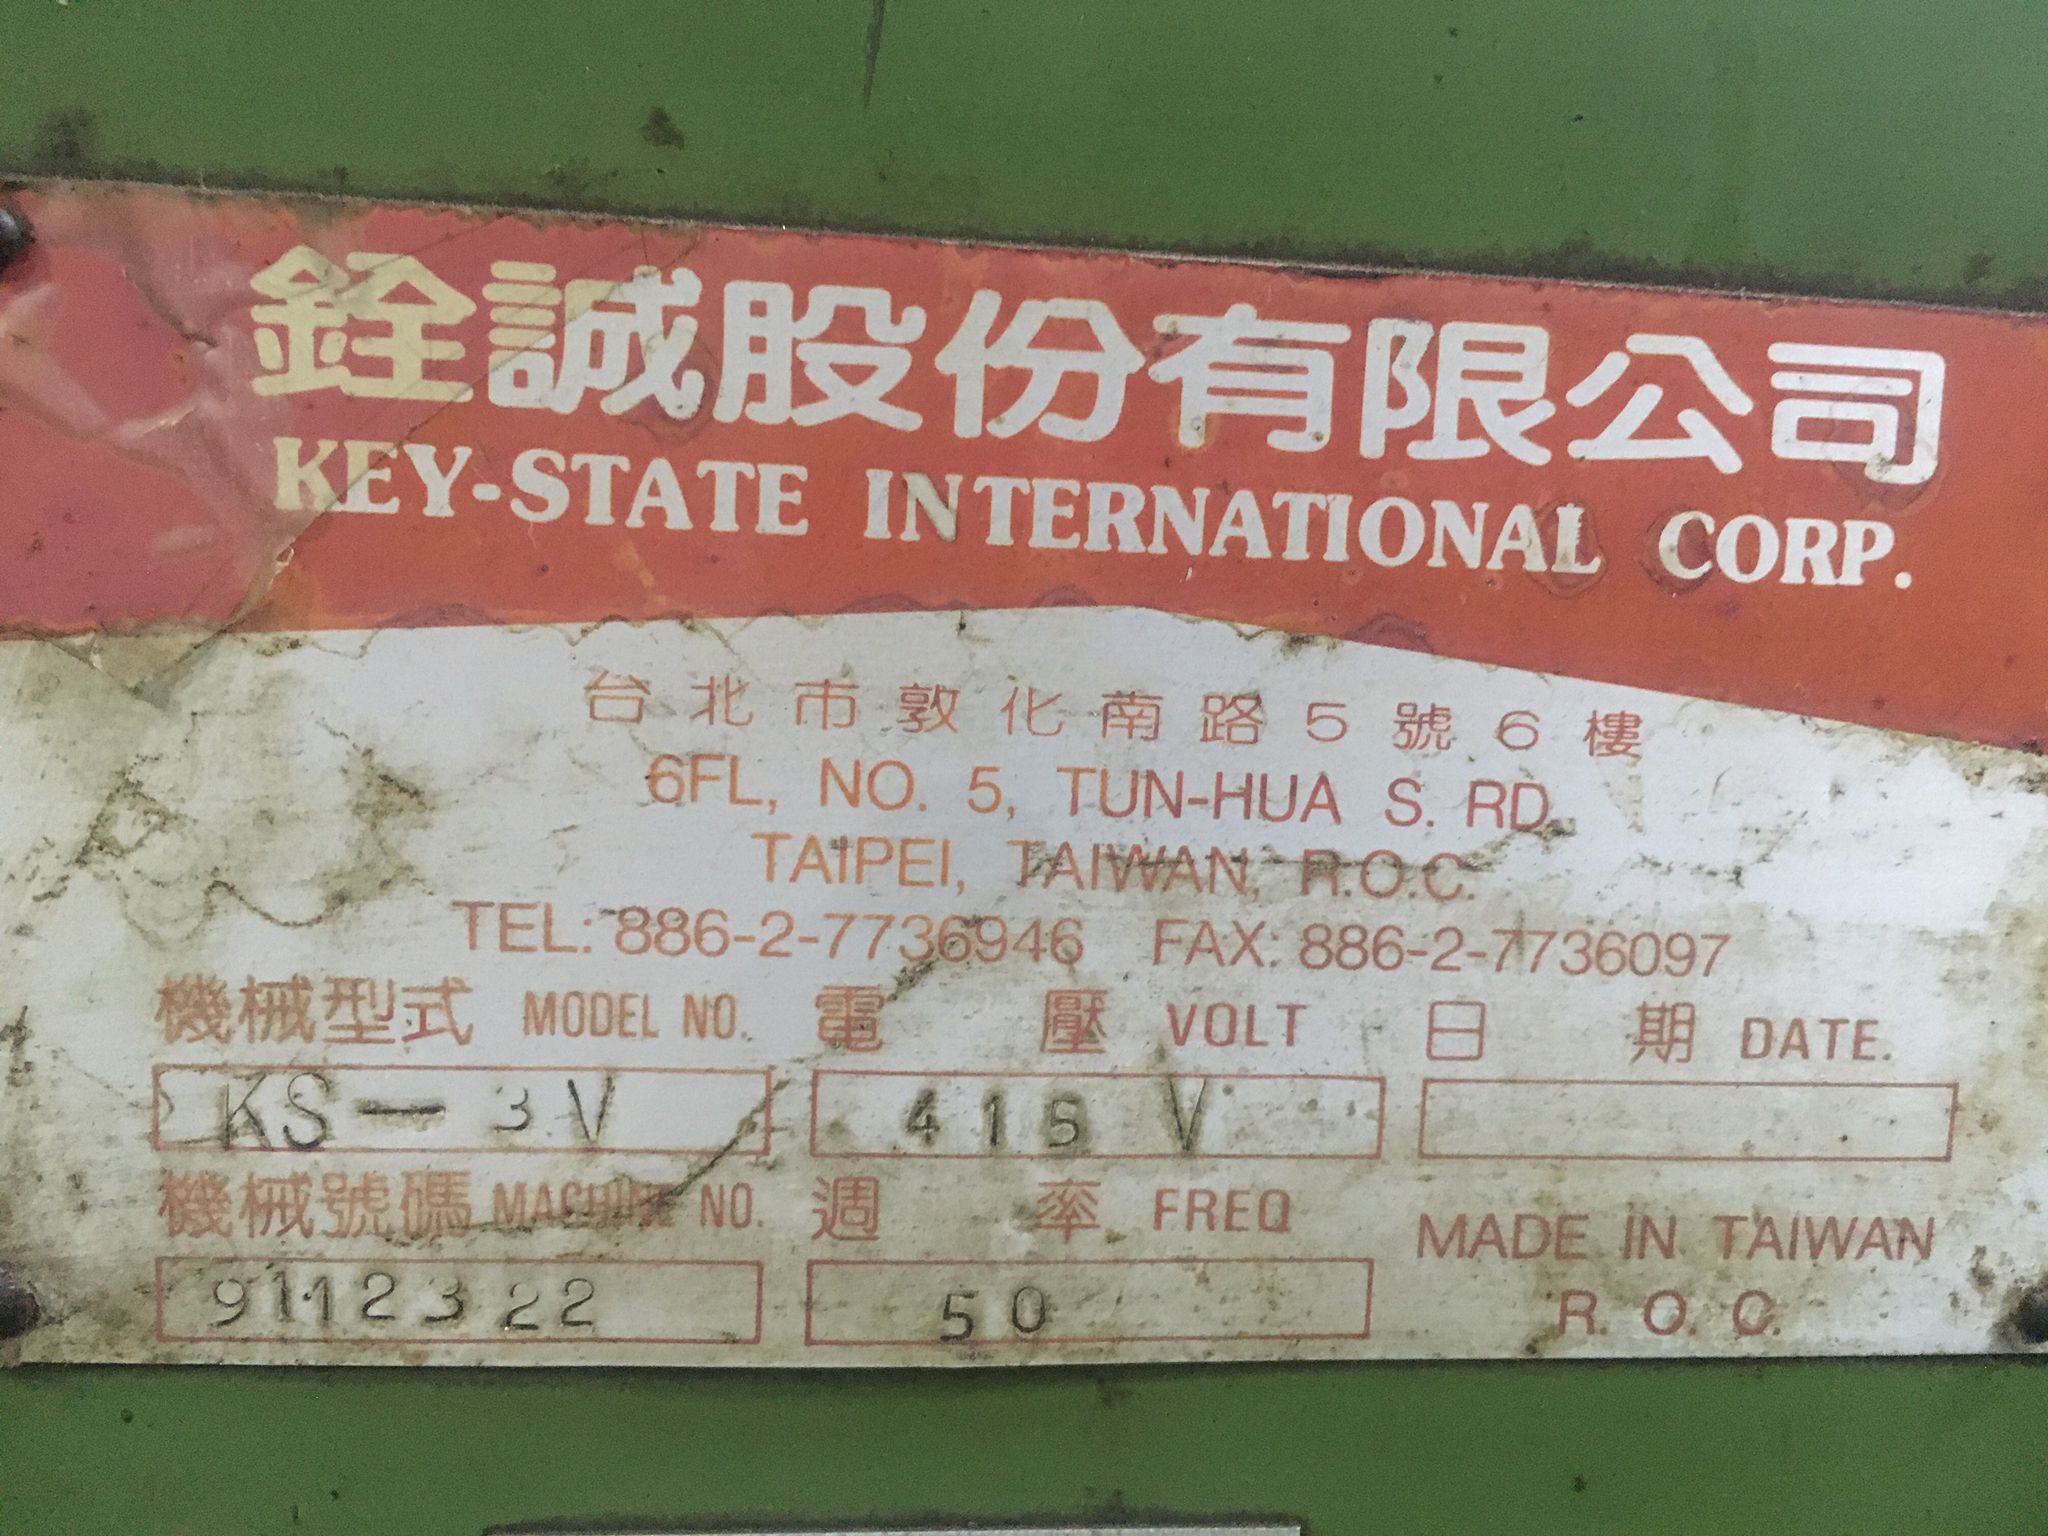 銓誠股份有限公司
KEY-STATE INTERNATIONAL CORP.
台北市敦化南路5號6樓
6FL, NO. 5, TUN-HUA S. RD.
TAIPEI, TAIWAN, R.O.C.
TEL: 886-2-7736946 FAX: 886-2-7736097
機械型式 MODEL NO. 電壓 VOLT 日期 DATE.
KS-3V 415 V
機械號碼 MACHINE NO. 週率 FREQ
9112322 50
MADE IN TAIWAN
R. O. C.